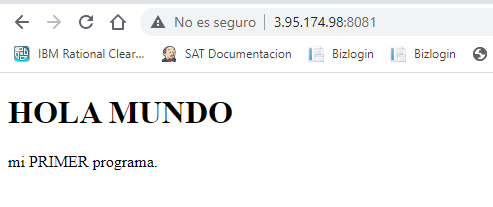 No es seguro | 3.95.174.98:8081
IBM Rational Clear... SAT Documentacion Bizlogin Bizlogin
HOLA MUNDO
mi PRIMER programa.